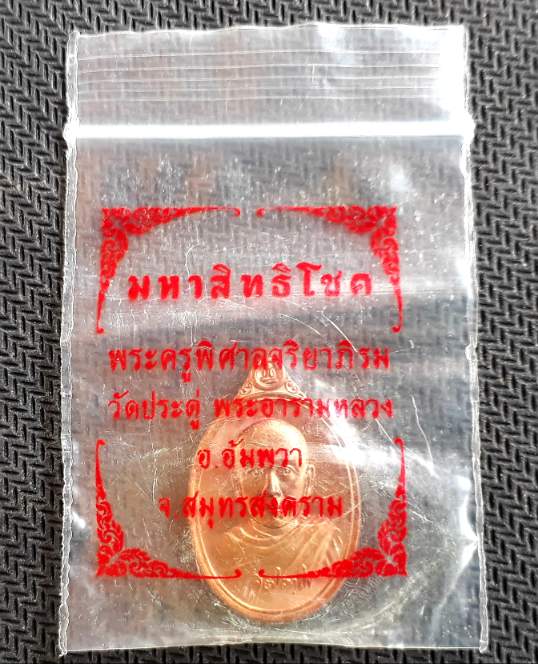 มหาสิทธิโชค
พระครูพิศาลจริยาภิรม
วัดประดู่ พระอารามหลวง
อ.อัมพวา
จ.สมุทรสงคราม